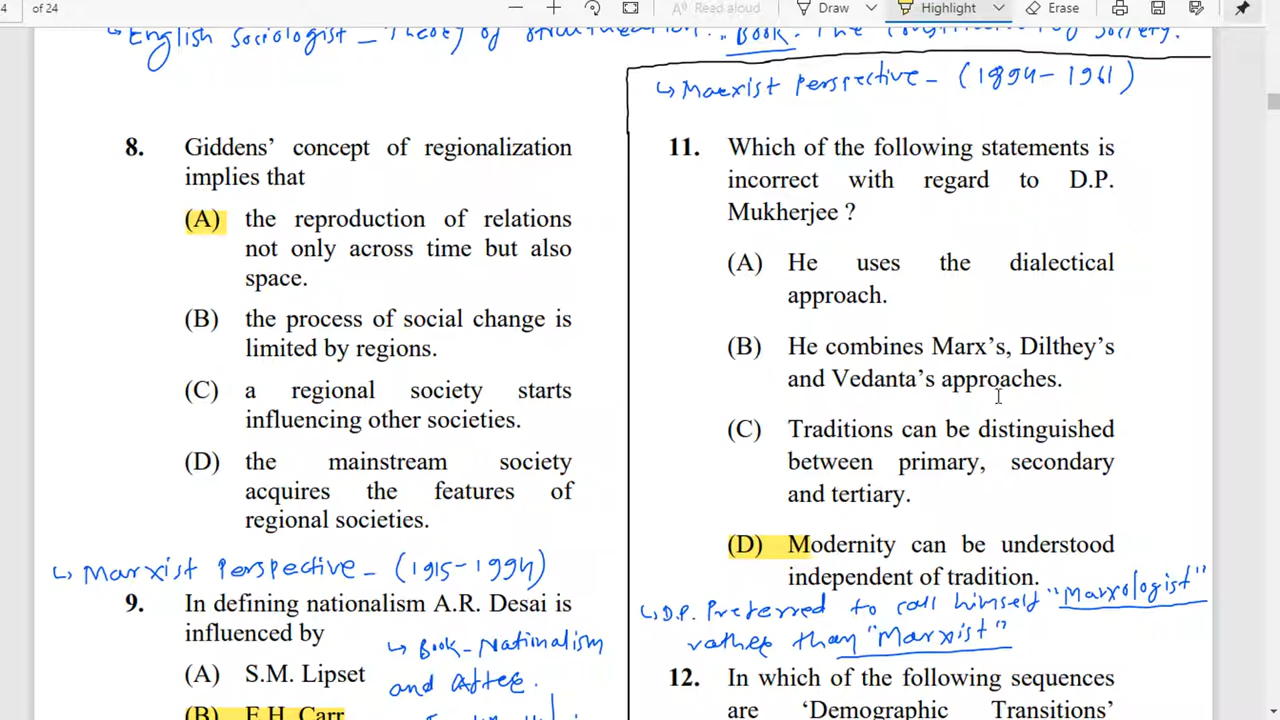 4 of 24
Read aloud
Draw
Highlight
Erase
↳ English Sociologist - Theory of Structuration. Book. The
Society.
8. Giddens' concept of regionalization
implies that
(A) the reproduction of relations
not only across time but also
space.
(B) the process of social change is
limited by regions.
(C) a regional society starts
influencing other societies.
(D) the mainstream society
acquires the features of
regional societies.
↳ Marxist Perspective - (1915-1994)
9. In defining nationalism A.R. Desai is
influenced by
↳ Book - Nationalism
and After.
(A) S.M. Lipset
(B) E.H. Carr
↳ Marxist Perspective - (1894-1961)
11. Which of the following statements is
incorrect with regard to D.P.
Mukherjee ?
(A) He uses the dialectical
approach.
(B) He combines Marx's, Dilthey's
and Vedanta's approaches.
(C) Traditions can be distinguished
between primary, secondary
and tertiary.
(D) Modernity can be understood
independent of tradition.
↳ D.P. Preferred to call himself "Marxologist"
rather than "Marxist"
12. In which of the following sequences
are 'Demographic Transitions'